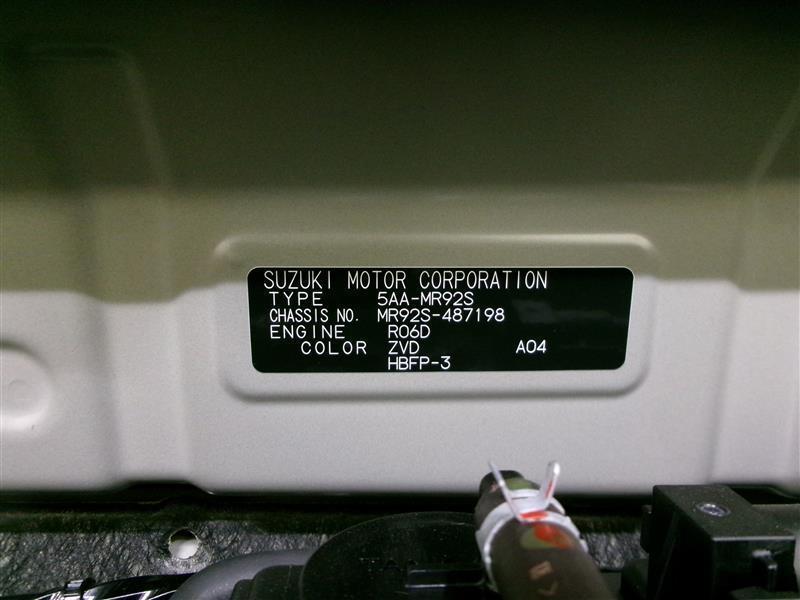 SUZUKI MOTOR CORPORATION
TYPE 5AA-MR92S
CHASSIS NO. MR92S-487198
ENGINE R06D
COLOR ZVD A04
HBFP-3